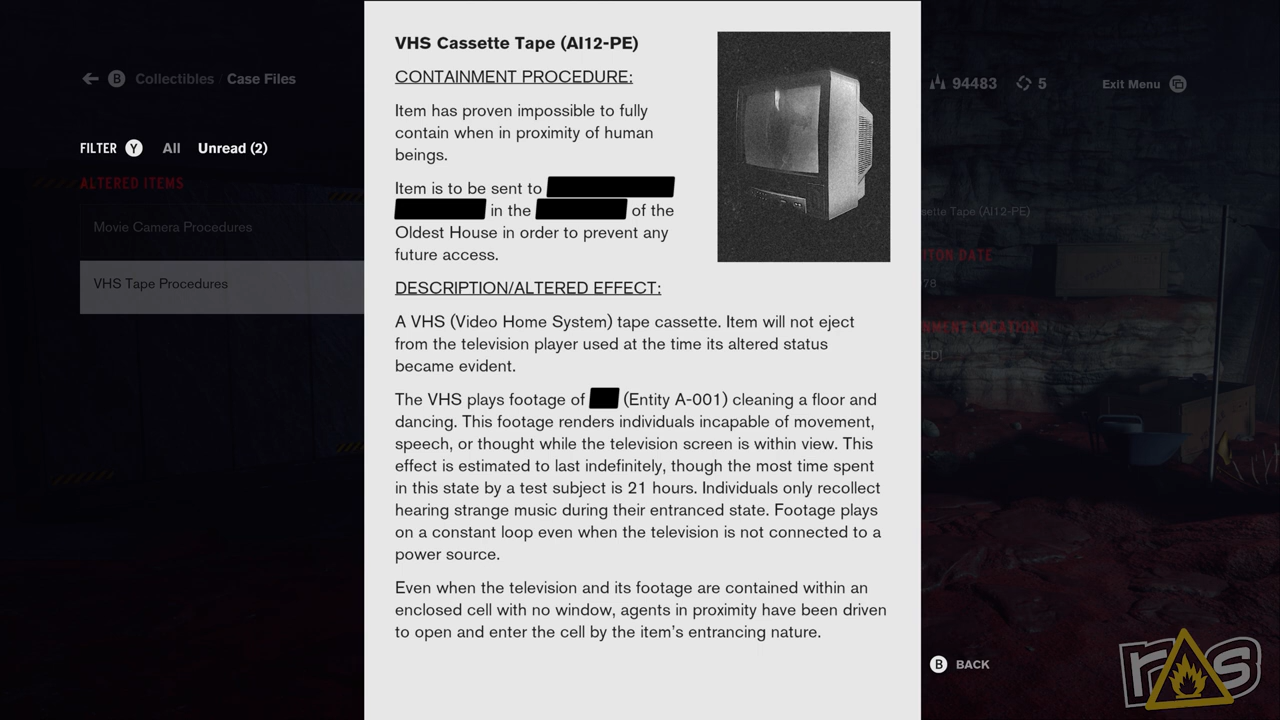 VHS Cassette Tape (AI12-PE)
CONTAINMENT PROCEDURE:
Item has proven impossible to fully
contain when in proximity of human
beings.
Item is to be sent to
in the of the
Oldest House in order to prevent any
future access.
DESCRIPTION/ALTERED EFFECT:
A VHS (Video Home System) tape cassette. Item will not eject
from the television player used at the time its altered status
became evident.
The VHS plays footage of (Entity A-001) cleaning a floor and
dancing. This footage renders individuals incapable of movement,
speech, or thought while the television screen is within view. This
effect is estimated to last indefinitely, though the most time spent
in this state by a test subject is 21 hours. Individuals only recollect
hearing strange music during their entranced state. Footage plays
on a constant loop even when the television is not connected to a
power source.
Even when the television and its footage are contained within an
enclosed cell with no window, agents in proximity have been driven
to open and enter the cell by the item's entrancing nature.
B Collectibles / Case Files
FILTER Y All Unread (2)
ALTERED ITEMS
Movie Camera Procedures
VHS Tape Procedures
94483 5
Exit Menu
Tape (AI12-PE)
DATE
78
LOCATION
ED)
B BACK
ras